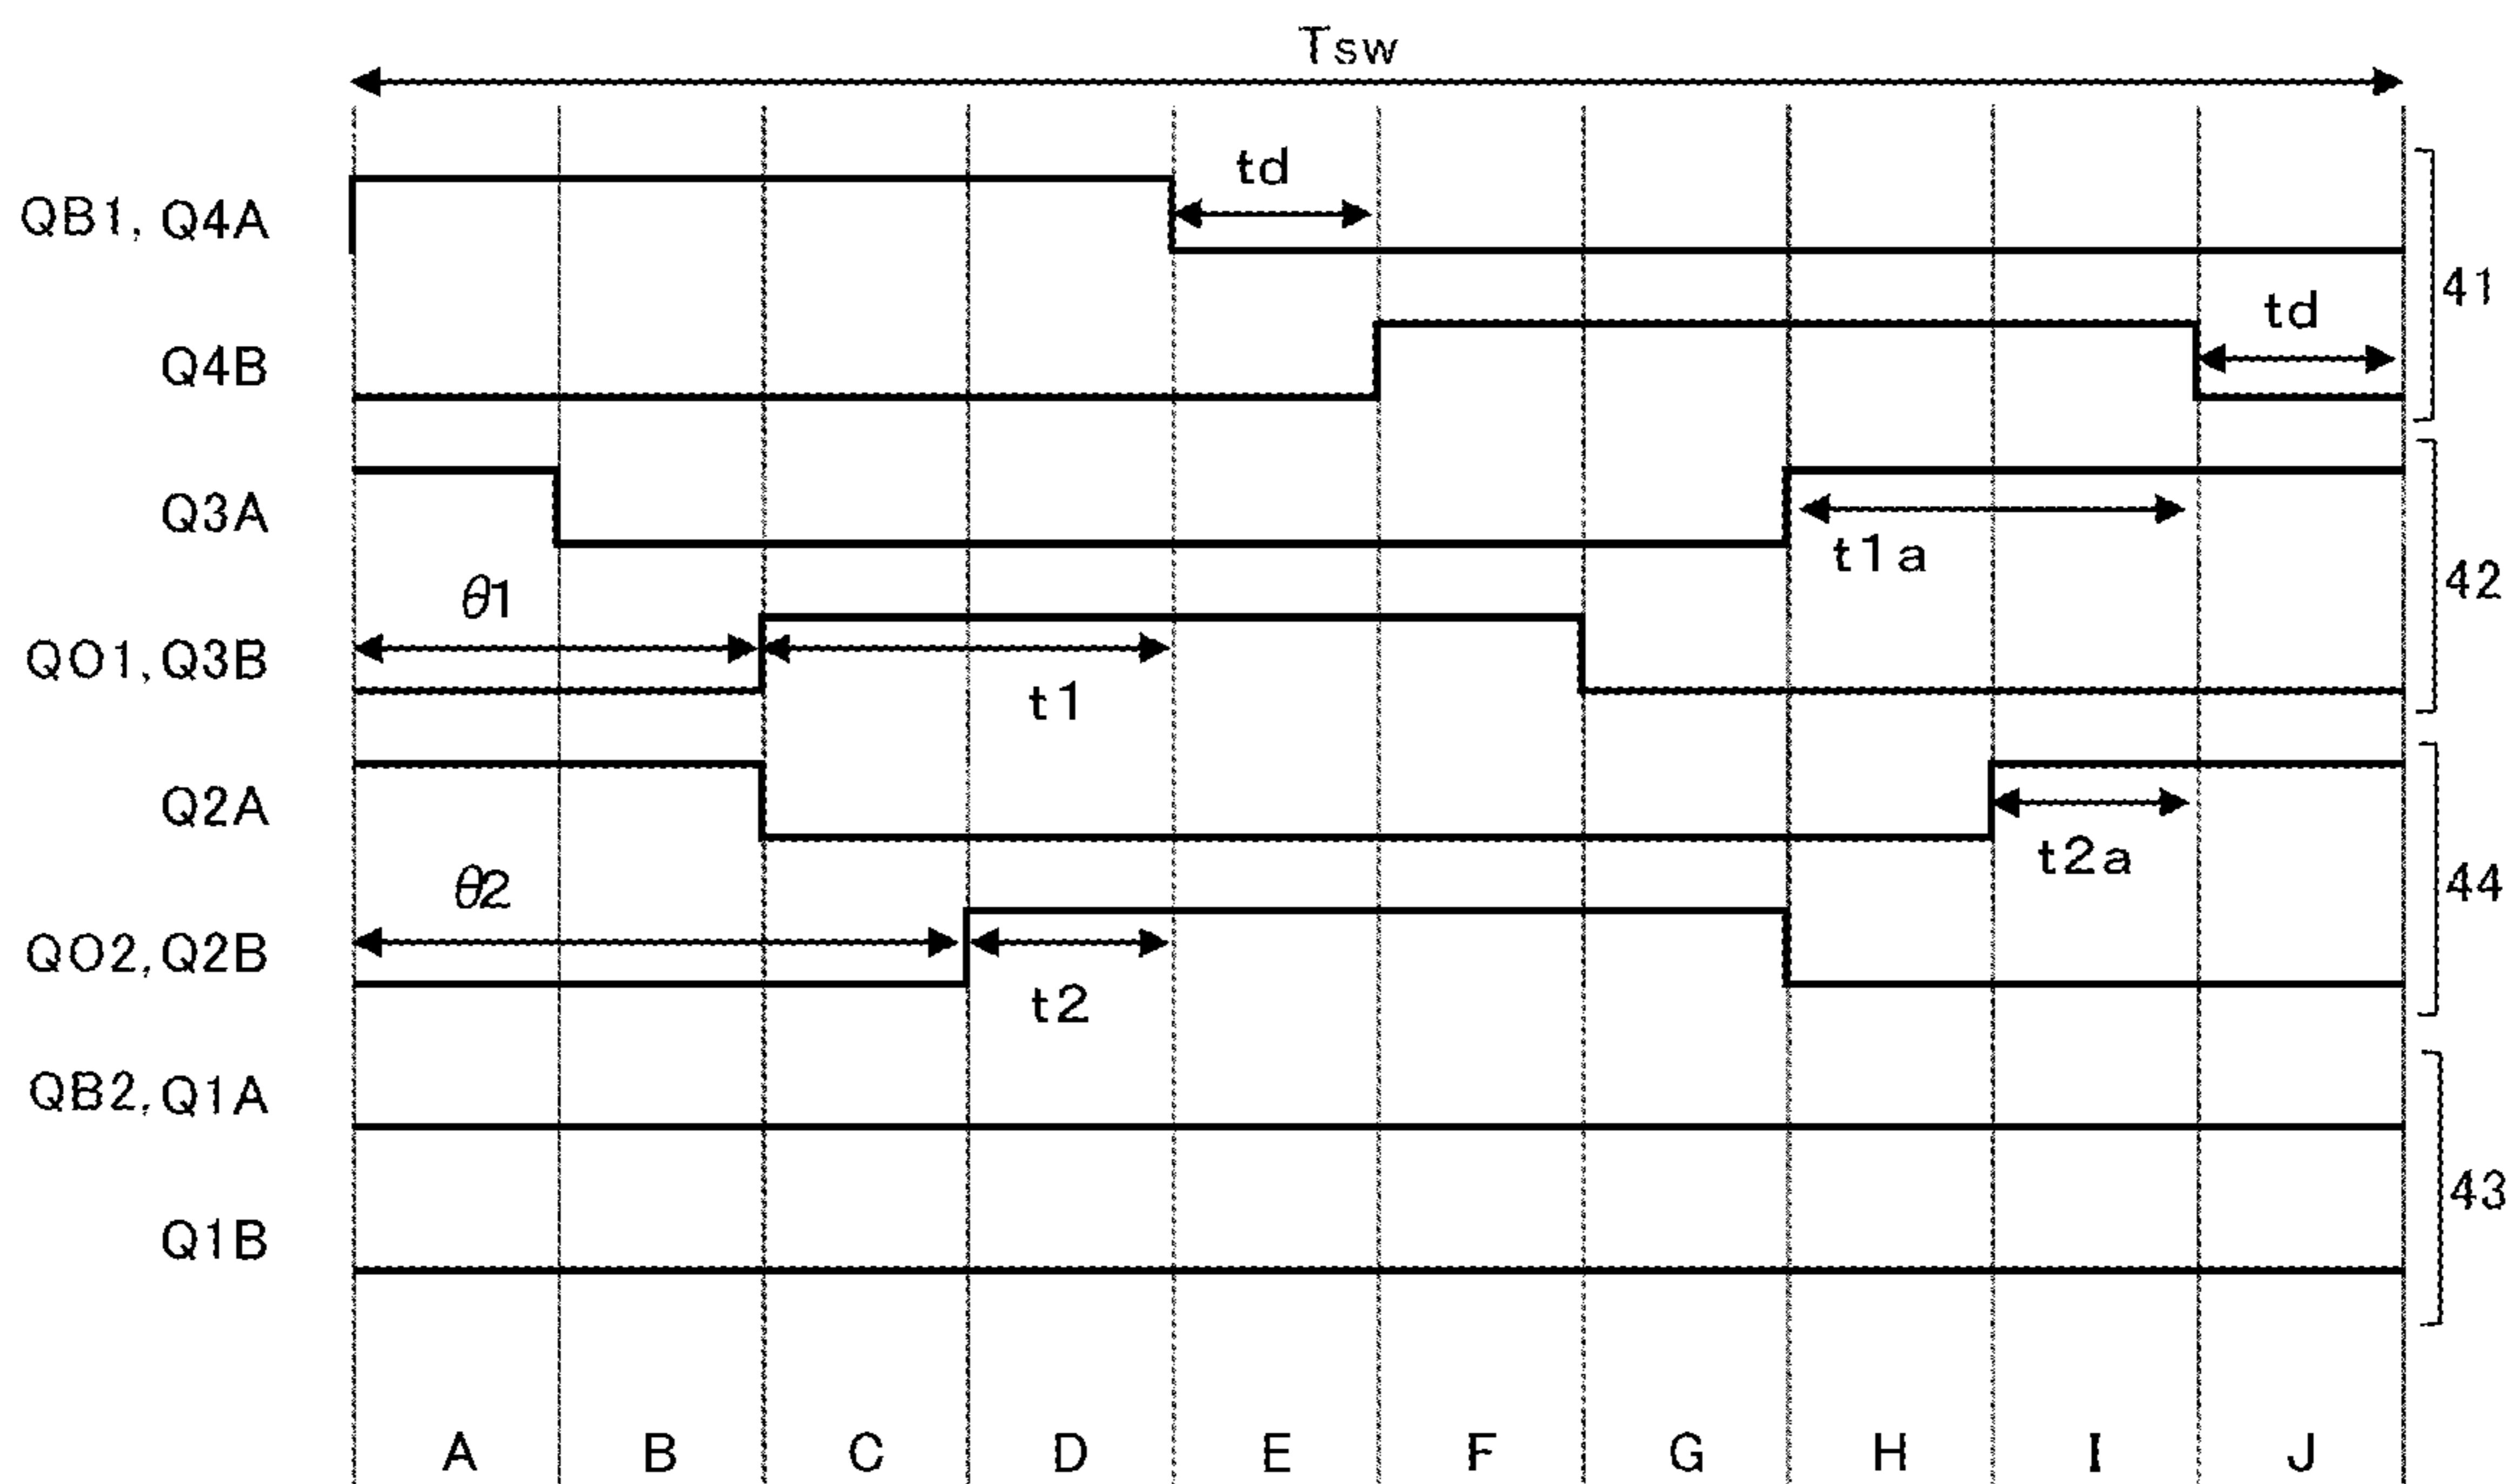 Tsw
td
QB1, Q4A
41
td
Q4B
Q3A
t1a
42
θ1
QO1,Q3B
t1
Q2A
t2a
44
θ2
QO2,Q2B
t2
QB2,Q1A
43
Q1B
A B C D E F G H I J